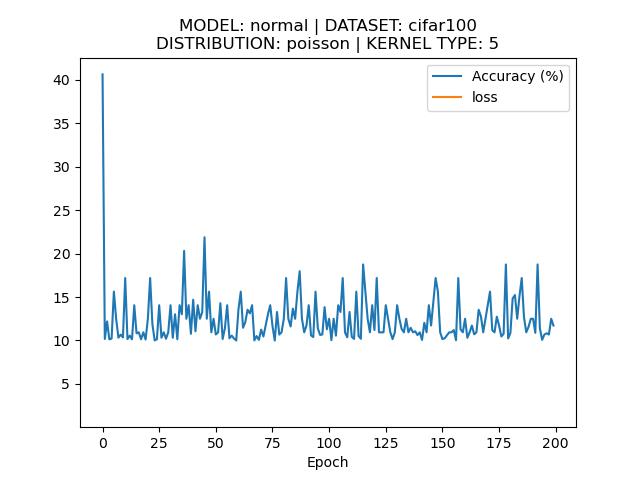 MODEL: normal | DATASET: cifar100
DISTRIBUTION: poisson | KERNEL TYPE: 5
Accuracy (%)
loss
40
35
30
25
20
15
10
5
0 25 50 75 100 125 150 175 200
Epoch